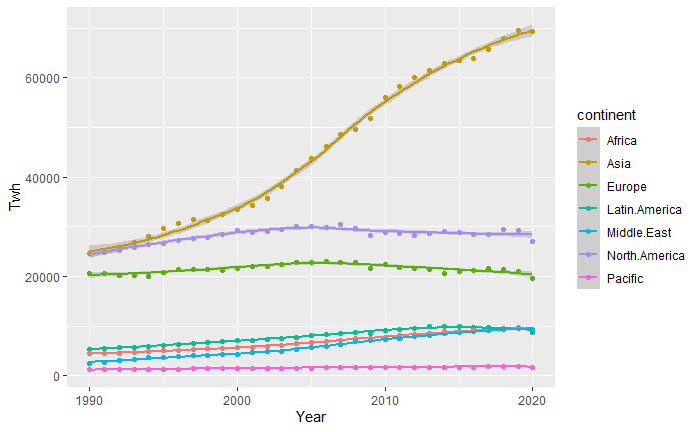 60000
40000
20000
0
Twh
1990
2000
2010
2020
Year
continent
Africa
Asia
Europe
Latin.America
Middle.East
North.America
Pacific